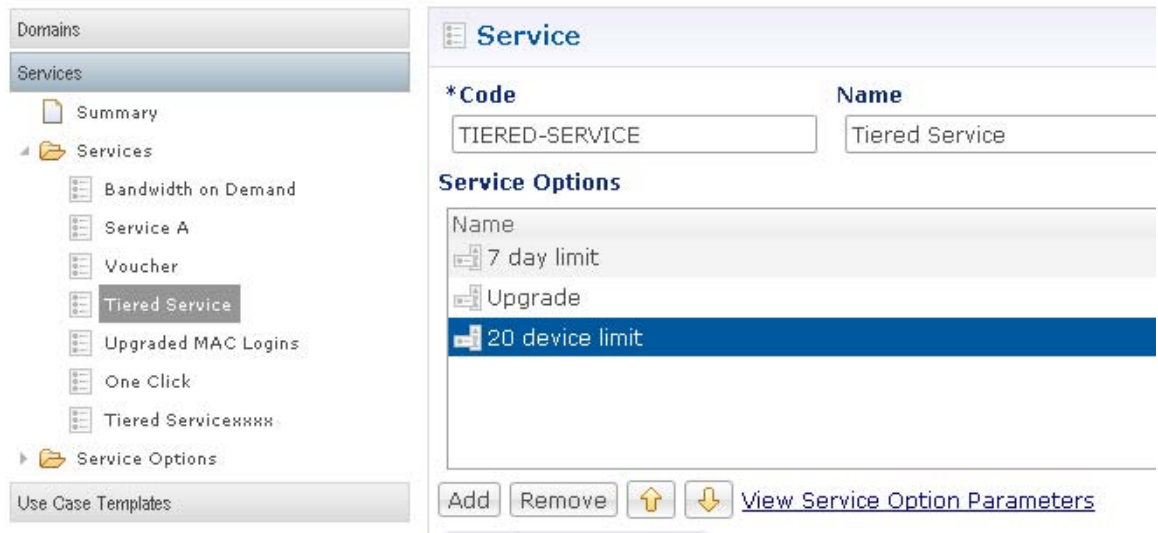 Domains
Services
Summary
Services
Bandwidth on Demand
Service A
Voucher
Tiered Service
Upgraded MAC Logins
One Click
Tiered Servicexxxx
Service Options
Use Case Templates
Service
*Code Name
TIERED-SERVICE Tiered Service
Service Options
Name
7 day limit
Upgrade
20 device limit
Add Remove View Service Option Parameters